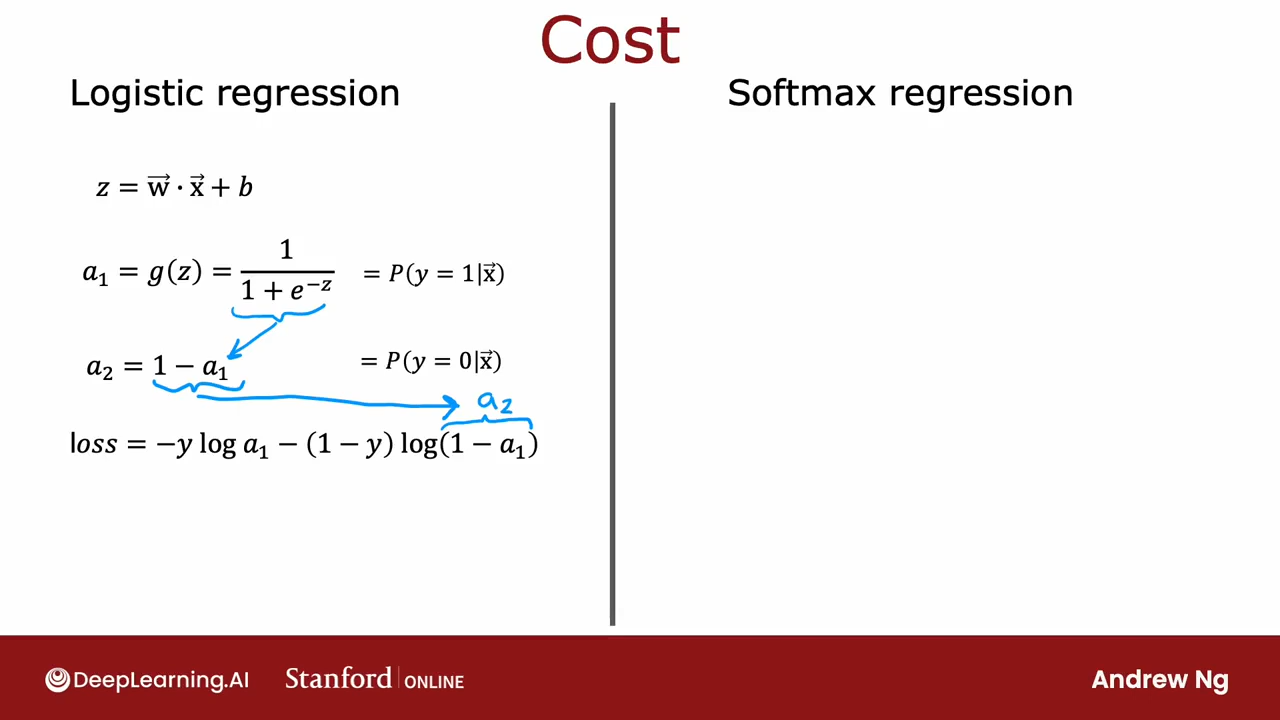 Cost
Logistic regression
z = w⃗ · x⃗ + b
a₁ = g(z) = 1 / (1 + e⁻ᶻ) = P(y = 1|x⃗)
a₂ = 1 − a₁ = P(y = 0|x⃗)
a₂
loss = −y log a₁ − (1 − y) log(1 − a₁)
Softmax regression
DeepLearning.AI
Stanford | ONLINE
Andrew Ng